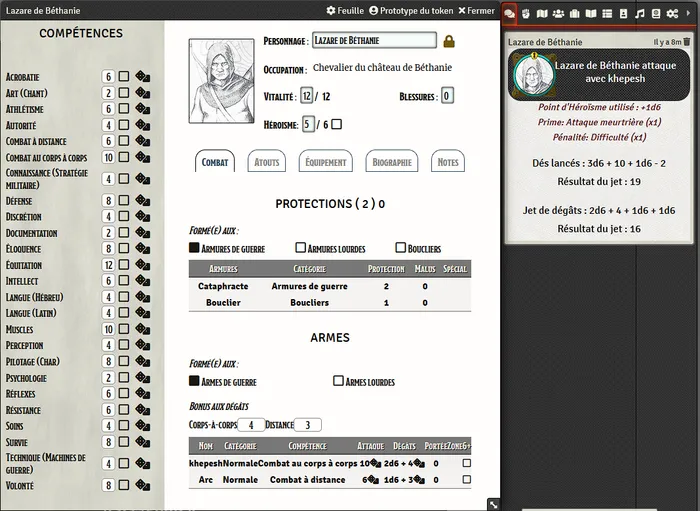 Lazare de Béthanie
Feuille
Prototype du token
Fermer
COMPÉTENCES
Acrobatie 6
Art (Chant) 2
Athlétisme 6
Autorité 4
Combat à distance 6
Combat au corps à corps 10
Connaissance (Stratégie militaire) 4
Défense 8
Discrétion 4
Documentation 2
Éloquence 8
Équitation 12
Intellect 6
Langue (Hébreu) 4
Langue (Latin) 4
Muscles 10
Perception 4
Pilotage (Char) 8
Psychologie 2
Réflexes 6
Résistance 6
Soins 4
Survie 8
Technique (Machines de guerre) 4
Volonté 8
Personnage : Lazare de Béthanie
Occupation : Chevalier du château de Béthanie
Vitalité : 12 / 12 Blessures : 0
Héroisme : 5 / 6
Combat Atouts Équipement Biographie Notes
PROTECTIONS ( 2 ) 0
Formé(e) aux :
Armures de guerre Armures lourdes Boucliers
Armures Catégorie Protection Malus Spécial
Cataphracte Armures de guerre 2 0
Bouclier Boucliers 1 0
ARMES
Formé(e) aux :
Armes de guerre Armes lourdes
Bonus aux dégâts
Corps-à-corps 4 Distance 3
Nom Catégorie Compétence Attaque Dégats Portée Zone G+
khepesh Normale Combat au corps à corps 10 2d6 + 4 0
Arc Normale Combat à distance 6 1d6 + 3 0
Lazare de Béthanie Il y a 8m
Lazare de Béthanie attaque
avec khepesh
Point d'Héroïsme utilisé : +1d6
Prime: Attaque meurtrière (x1)
Pénalité: Difficulté (x1)
Dés lancés : 3d6 + 10 + 1d6 - 2
Résultat du jet : 19
Jet de dégâts : 2d6 + 4 + 1d6 + 1d6
Résultat du jet : 16